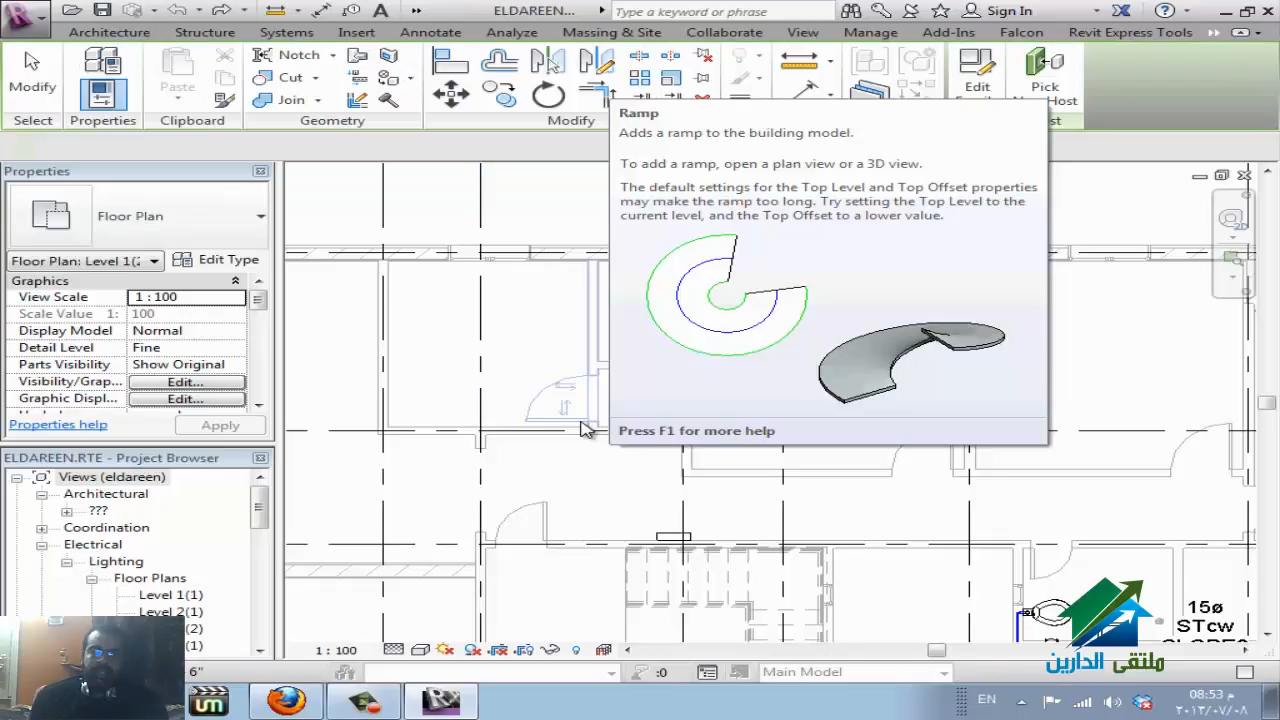 ELDAREEN...
Type a keyword or phrase
Sign In
Architecture
Structure
Systems
Insert
Annotate
Analyze
Massing & Site
Collaborate
View
Manage
Add-Ins
Falcon
Revit Express Tools
Modify
Paste
Notch
Cut
Join
Edit
Pick
Select
Properties
Clipboard
Geometry
Modify
Ramp
Adds a ramp to the building model.
To add a ramp, open a plan view or a 3D view.
The default settings for the Top Level and Top Offset properties
may make the ramp too long. Try setting the Top Level to the
current level, and the Top Offset to a lower value.
Press F1 for more help
Properties
Floor Plan
Floor Plan: Level 1(
Edit Type
Graphics
View Scale
1 : 100
Scale Value 1:
100
Display Model
Normal
Detail Level
Fine
Parts Visibility
Show Original
Visibility/Grap...
Edit...
Graphic Displ...
Edit...
Properties help
Apply
ELDAREEN.RTE - Project Browser
Views (eldareen)
Architectural
???
Coordination
Electrical
Lighting
Floor Plans
Level 1(1)
Level 2(1)
(2)
(1)
15ø
STcw
ملتقى الدارين
1 : 100
6"
:0
Main Model
EN
08:53 م
٢٠١٣/٠٧/٠٨